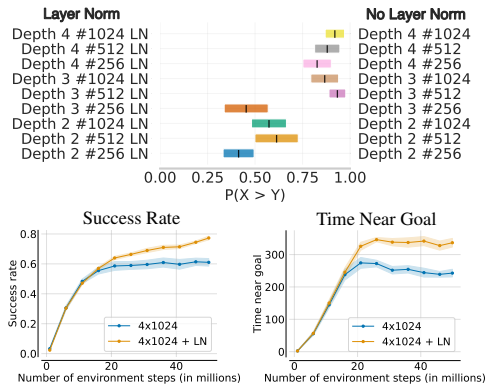 Layer Norm No Layer Norm
Depth 4 #1024 LN Depth 4 #1024
Depth 4 #512 LN Depth 4 #512
Depth 4 #256 LN Depth 4 #256
Depth 3 #1024 LN Depth 3 #1024
Depth 3 #512 LN Depth 3 #512
Depth 3 #256 LN Depth 3 #256
Depth 2 #1024 LN Depth 2 #1024
Depth 2 #512 LN Depth 2 #512
Depth 2 #256 LN Depth 2 #256
0.00 0.25 0.50 0.75 1.00
P(X > Y)
Success Rate
Success rate
0.8
0.6
0.4
0.2
0.0
4x1024
4x1024 + LN
0 20 40
Number of environment steps (in millions)
Time Near Goal
Time near goal
300
200
100
0
4x1024
4x1024 + LN
0 20 40
Number of environment steps (in millions)